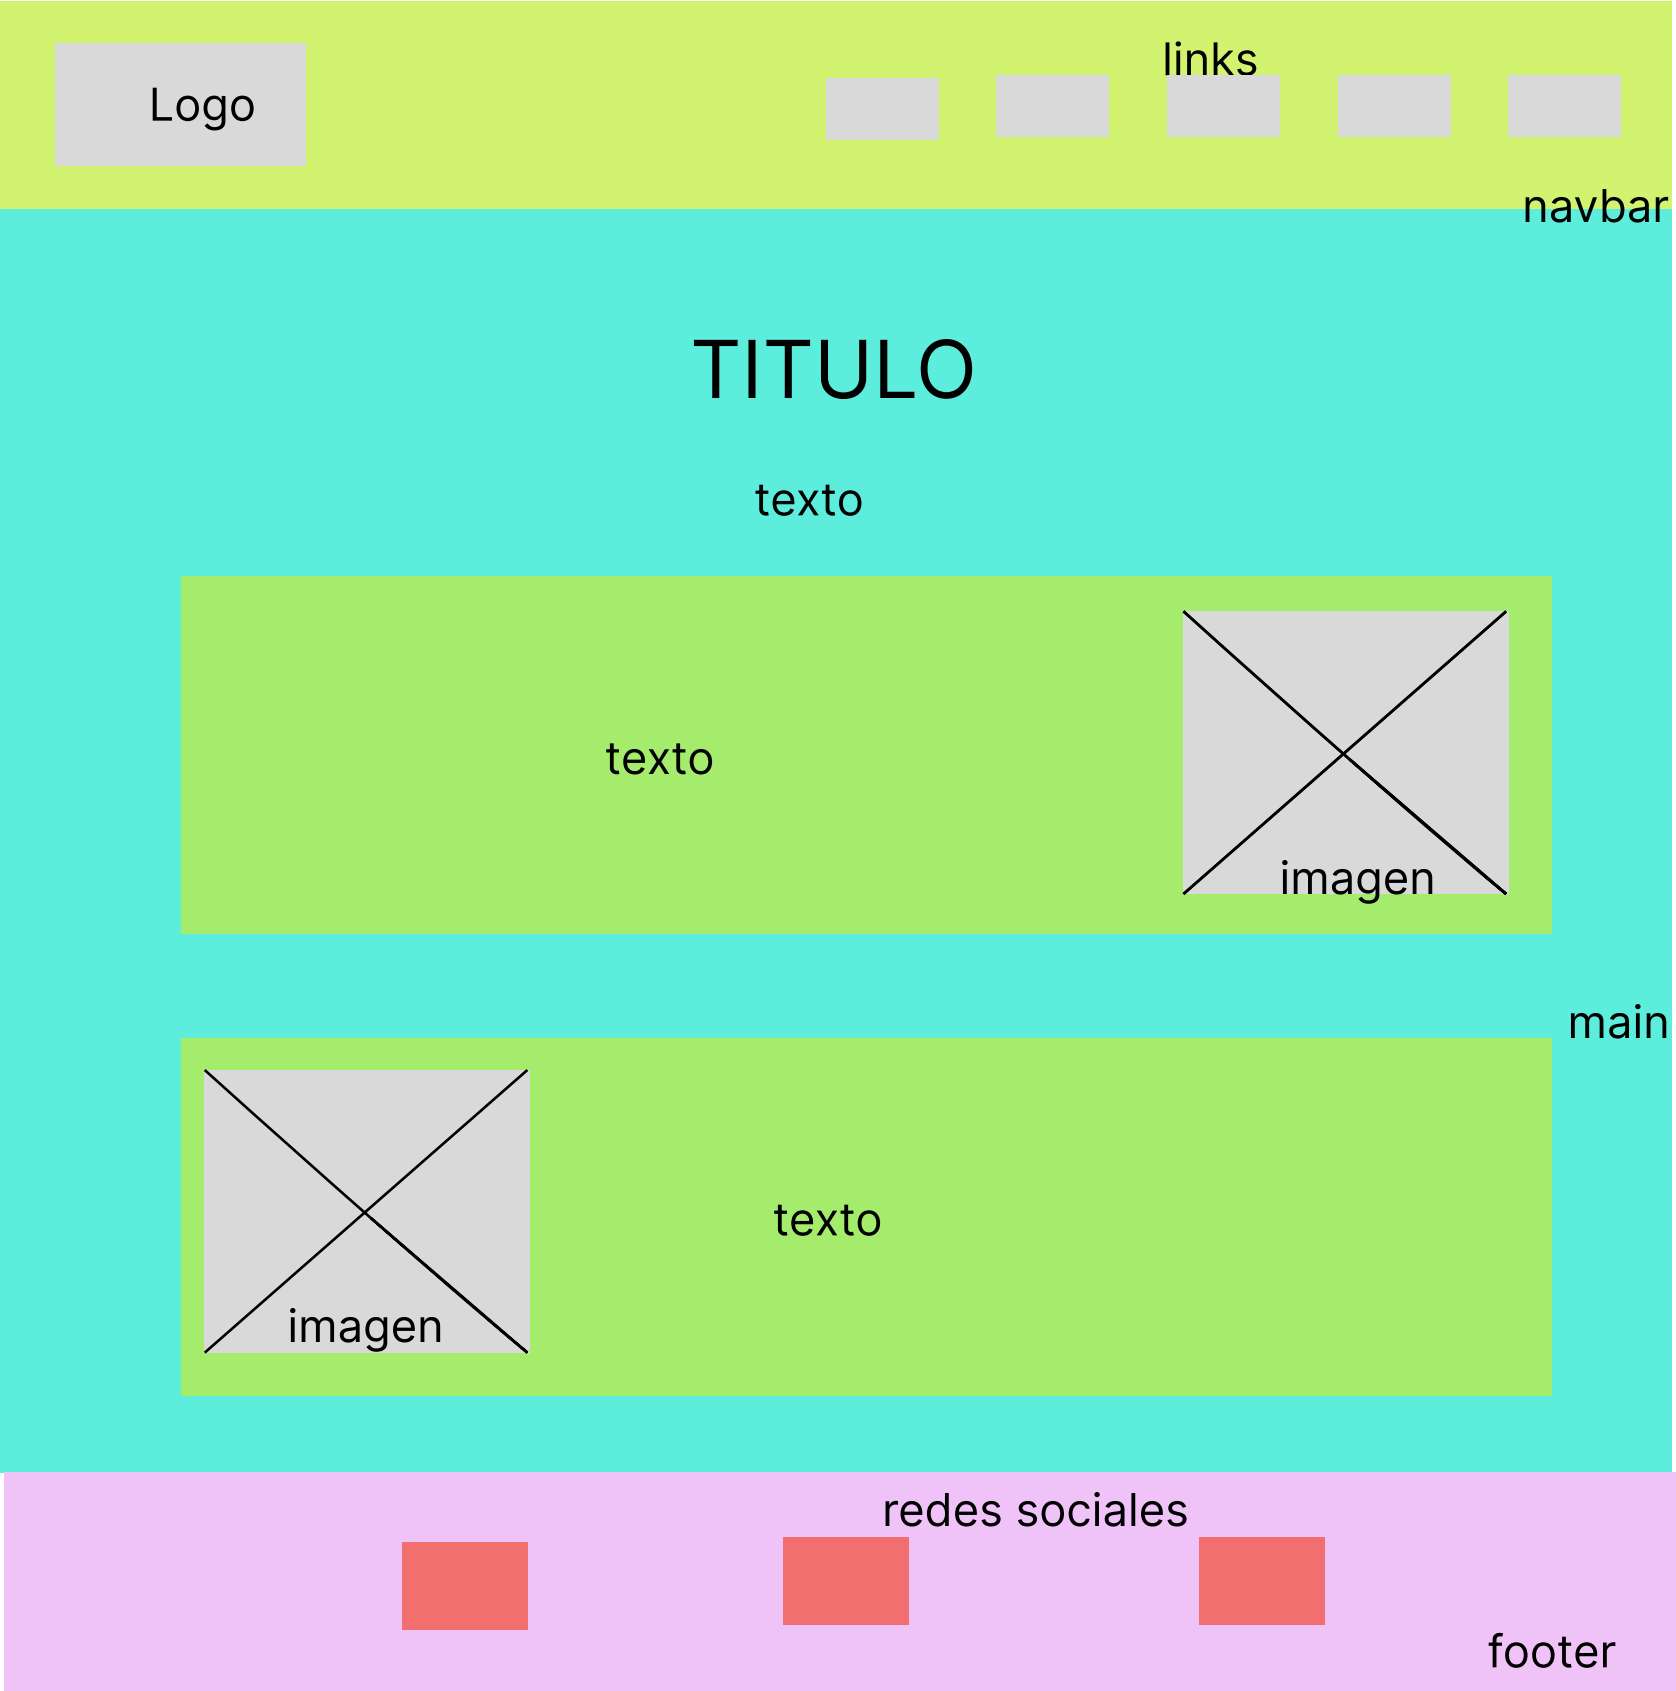 links
Logo
navbar
TITULO
texto
texto
imagen
main
texto
imagen
redes sociales
footer